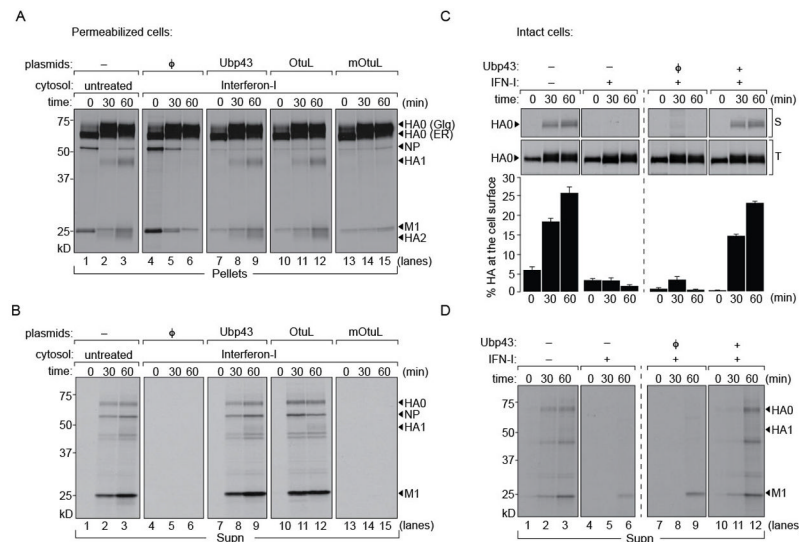 A
Permeabilized cells:
plasmids: – ϕ Ubp43 OtuL mOtuL
cytosol: untreated Interferon-I
time: 0 30 60 0 30 60 0 30 60 0 30 60 0 30 60 (min)
75
HA0 (Glg)
HA0 (ER)
NP
50
HA1
37
M1
25
HA2
kD
1 2 3 4 5 6 7 8 9 10 11 12 13 14 15 (lanes)
Pellets
B
plasmids: – ϕ Ubp43 OtuL mOtuL
cytosol: untreated Interferon-I
time: 0 30 60 0 30 60 0 30 60 0 30 60 0 30 60 (min)
75
HA0
NP
50
HA1
37
M1
25
kD
1 2 3 4 5 6 7 8 9 10 11 12 13 14 15 (lanes)
Supn
C
Intact cells:
Ubp43: – – ϕ +
IFN-I: – + + +
time: 0 30 60 0 30 60 0 30 60 0 30 60 (min)
HA0 S
HA0 T
% HA at the cell surface
30
25
20
15
10
5
0
0 30 60 0 30 60 0 30 60 0 30 60 (min)
D
Ubp43: – – ϕ +
IFN-I: – + + +
time: 0 30 60 0 30 60 0 30 60 0 30 60 (min)
75
HA0
HA1
50
37
25
M1
kD
1 2 3 4 5 6 7 8 9 10 11 12 (lanes)
Supn